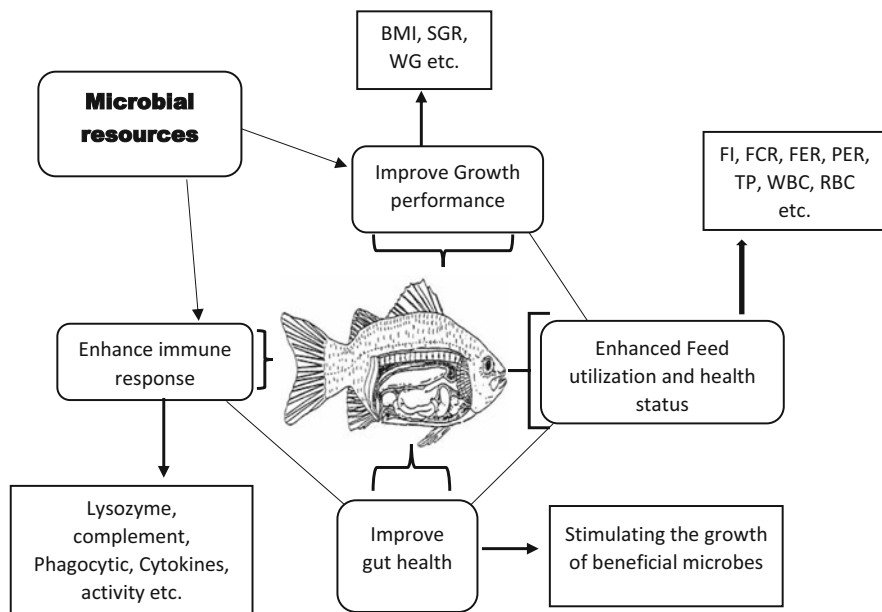 BMI, SGR,
WG etc.
Microbial
resources
Improve Growth
performance
FI, FCR, FER, PER,
TP, WBC, RBC
etc.
Enhance immune
response
Enhanced Feed
utilization and health
status
Lysozyme,
complement,
Phagocytic, Cytokines,
activity etc.
Improve
gut health
Stimulating the growth
of beneficial microbes